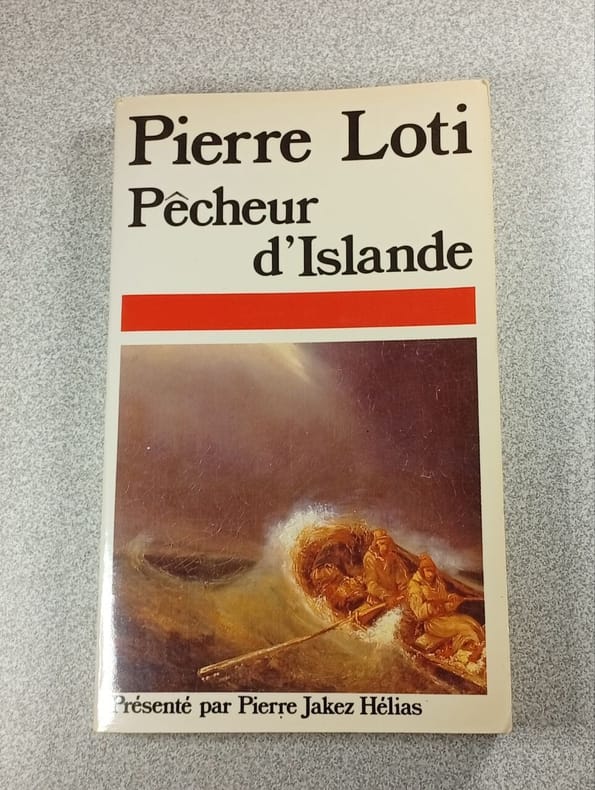 Pierre Loti
Pêcheur
d'Islande
Présenté par Pierre Jakez Hélias